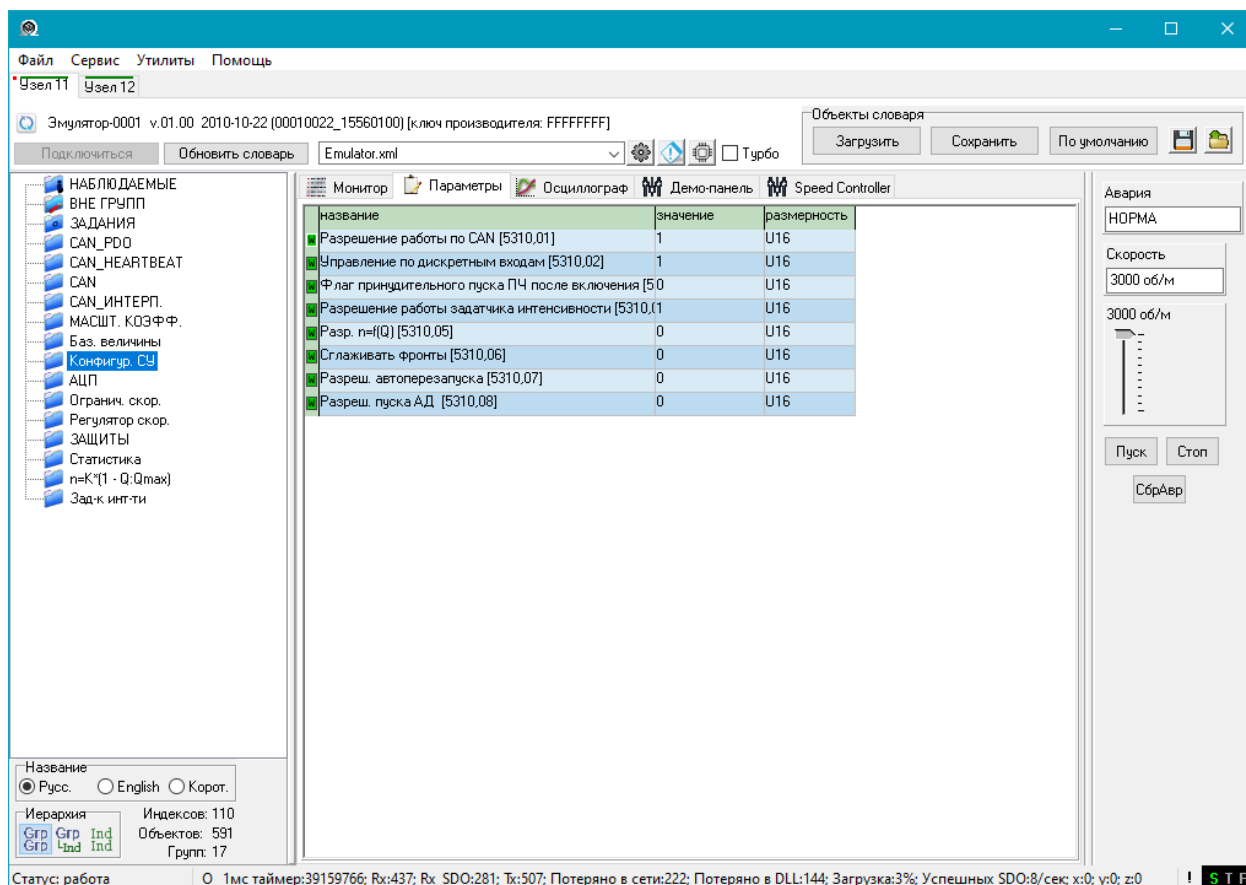 Файл Сервис Утилиты Помощь
Узел 11 Узел 12
Эмулятор-0001 v.01.00 2010-10-22 (00010022_15560100) [ключ производителя: FFFFFFFF]
Объекты словаря
Подключиться Обновить словарь Emulator.xml Турбо
Загрузить Сохранить По умолчанию
НАБЛЮДАЕМЫЕ
ВНЕ ГРУПП
ЗАДАНИЯ
CAN_PDO
CAN_HEARTBEAT
CAN
CAN_ИНТЕРП.
МАСШТ. КОЭФФ.
Баз. величины
Конфигур. СУ
АЦП
Огранич. скор.
Регулятор скор.
ЗАЩИТЫ
Статистика
n=K*(1 - Q:Qmax)
Зад-к инт-ти
Название
Русс. English Корот.
Иерархия
Grp Grp Ind
Grp Ind Ind
Индексов: 110
Объектов: 591
Групп: 17
Монитор Параметры Осциллограф Демо-панель Speed Controller
название значение размерность
W Разрешение работы по CAN [5310,01] 1 U16
W Управление по дискретным входам [5310,02] 1 U16
W Флаг принудительного пуска ПЧ после включения [5 0 U16
W Разрешение работы задатчика интенсивности [5310,( 1 U16
W Разр. n=f(Q) [5310,05] 0 U16
W Сглаживать фронты [5310,06] 0 U16
W Разреш. автоперезапуска [5310,07] 0 U16
W Разреш. пуска АД [5310,08] 0 U16
Авария
НОРМА
Скорость
3000 об/м
3000 об/м
Пуск Стоп
СбрАвр
Статус: работа O 1мс таймер:39159766; Rx:437; Rx_SDO:281; Tx:507; Потеряно в сети:222; Потеряно в DLL:144; Загрузка:3%; Успешных SDO:8/сек; x:0; y:0; z:0 ! S T F